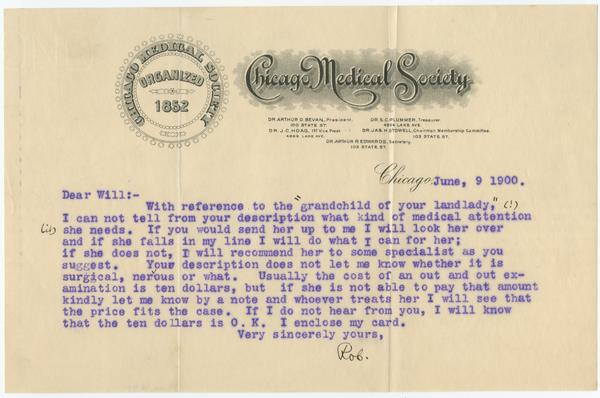 CHICAGO MEDICAL SOCIETY
ORGANIZED
1852
Chicago Medical Society
DR. ARTHUR D. BEVAN, President,
100 STATE ST.
DR. J. C. HOAG, 1st Vice Prest.
4669 LAKE AVE.
DR. S. C. PLUMMER, Treasurer,
4304 LAKE AVE.
DR. JAS. H. STOWELL, Chairman Membership Committee,
103 STATE ST.
DR. ARTHUR R. EDWARDS, Secretary,
103 STATE ST.
Chicago, June, 9 1900.
Dear Will:-
With reference to the "grandchild of your landlady," (!)
I can not tell from your description what kind of medical attention
(it) she needs. If you would send her up to me I will look her over
and if she falls in my line I will do what I can for her;
if she does not, I will recommend her to some specialist as you
suggest. Your description does not let me know whether it is
surgical, nervous or what. Usually the cost of an out and out ex-
amination is ten dollars, but if she is not able to pay that amount
kindly let me know by a note and whoever treats her I will see that
the price fits the case. If I do not hear from you, I will know
that the ten dollars is O.K. I enclose my card.
Very sincerely yours,
Rob.